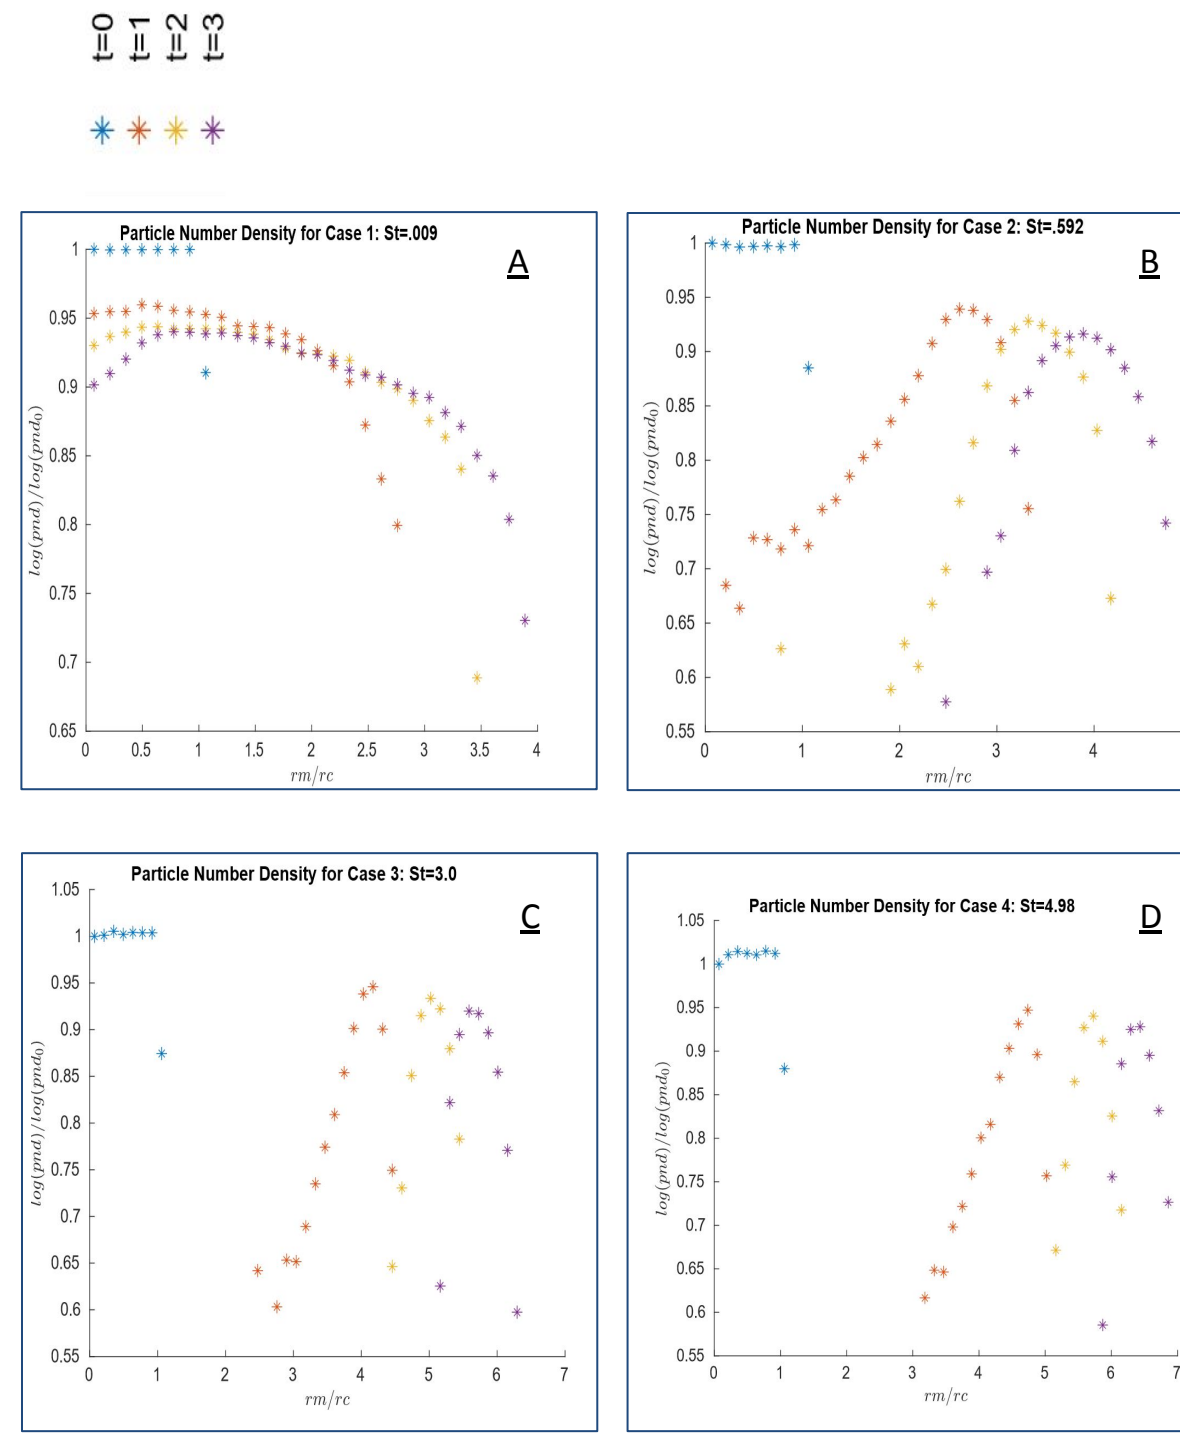 t=0
t=1
t=2
t=3
Particle Number Density for Case 1: St=.009
A
1
0.95
0.9
0.85
0.8
0.75
0.7
0.65
log(pnd)/log(pnd₀)
0 0.5 1 1.5 2 2.5 3 3.5 4
rm/rc
Particle Number Density for Case 2: St=.592
B
1
0.95
0.9
0.85
0.8
0.75
0.7
0.65
0.6
0.55
log(pnd)/log(pnd₀)
0 1 2 3 4
rm/rc
Particle Number Density for Case 3: St=3.0
C
1.05
1
0.95
0.9
0.85
0.8
0.75
0.7
0.65
0.6
0.55
log(pnd)/log(pnd₀)
0 1 2 3 4 5 6 7
rm/rc
Particle Number Density for Case 4: St=4.98
D
1.05
1
0.95
0.9
0.85
0.8
0.75
0.7
0.65
0.6
0.55
log(pnd)/log(pnd₀)
0 1 2 3 4 5 6 7
rm/rc